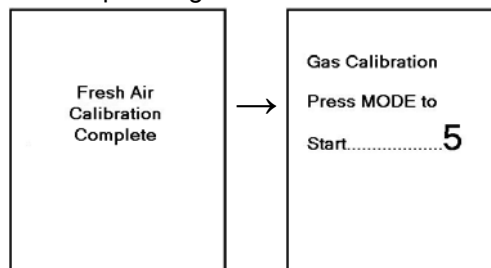 Fresh Air
Calibration
Complete
→
Gas Calibration
Press MODE to
Start....................5